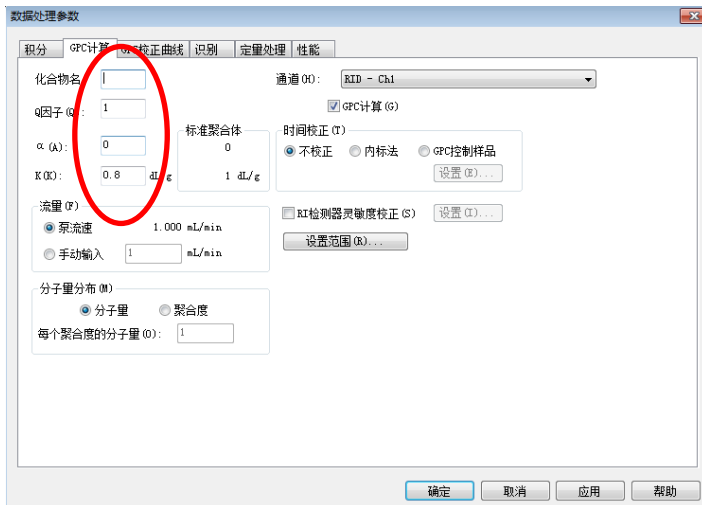 数据处理参数
积分 GPC计算 GPC校正曲线 识别 定量处理 性能
化合物名 通道(H): RID - Ch1
Q因子(Q): 1 GPC计算(G)
标准聚合体 时间校正(T)
α(A): 0 0 不校正 内标法 GPC控制样品
K(K): 0.8 dL/g 1 dL/g 设置(E)...
流量(F) RI检测器灵敏度校正(S) 设置(I)...
泵流速 1.000 mL/min
手动输入 1 mL/min 设置范围(R)...
分子量分布(M)
分子量 聚合度
每个聚合度的分子量(O): 1
确定 取消 应用 帮助